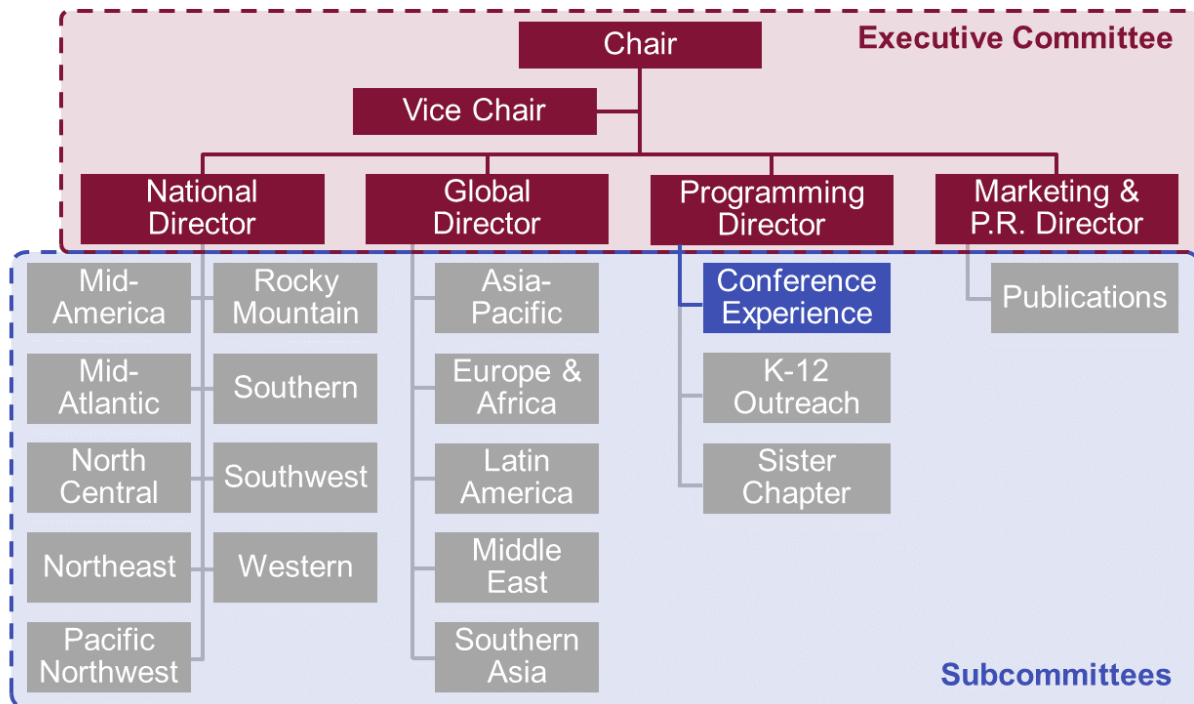 Executive Committee
Chair
Vice Chair
National
Director
Global
Director
Programming
Director
Marketing &
P.R. Director
Mid-
America
Rocky
Mountain
Mid-
Atlantic
Southern
North
Central
Southwest
Northeast
Western
Pacific
Northwest
Asia-
Pacific
Europe &
Africa
Latin
America
Middle
East
Southern
Asia
Conference
Experience
K-12
Outreach
Sister
Chapter
Publications
Subcommittees